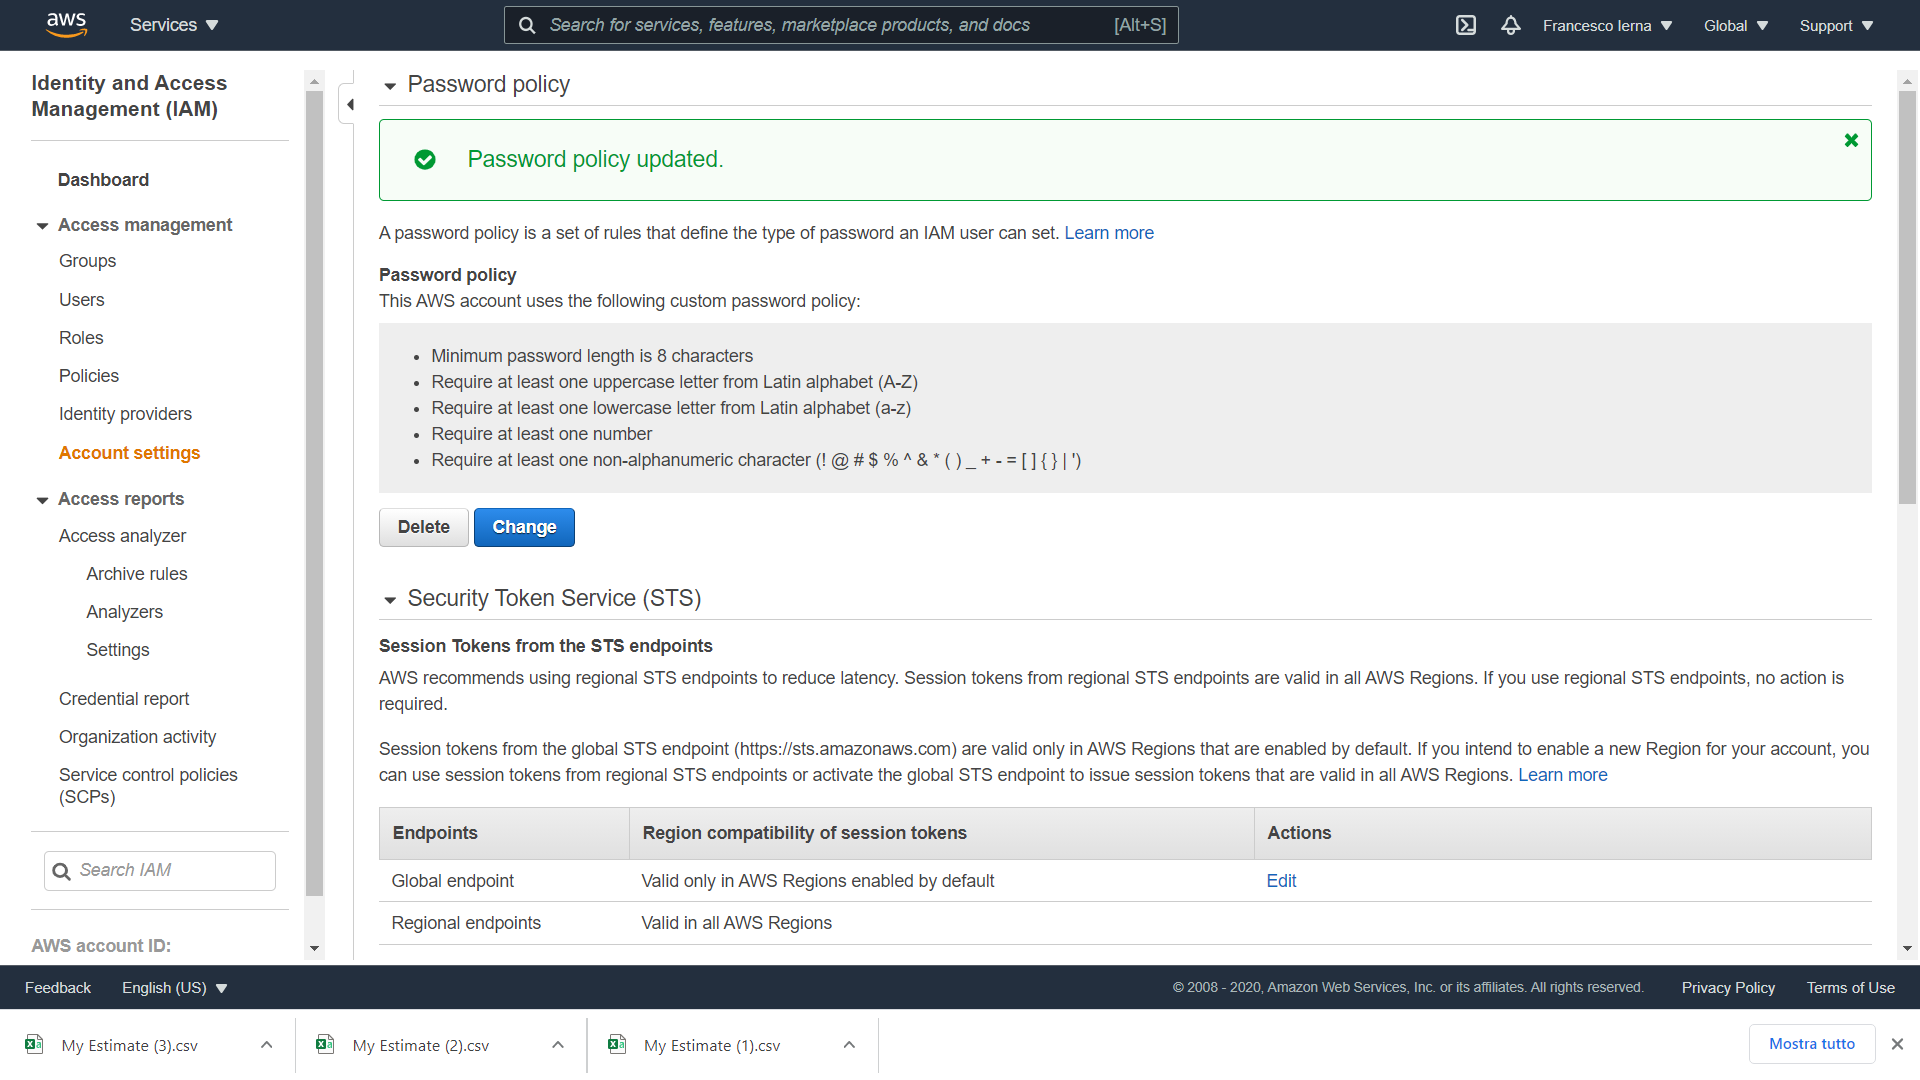 aws
Services
Search for services, features, marketplace products, and docs
[Alt+S]
Francesco Ierna
Global
Support
Identity and Access
Management (IAM)
Dashboard
Access management
Groups
Users
Roles
Policies
Identity providers
Account settings
Access reports
Access analyzer
Archive rules
Analyzers
Settings
Credential report
Organization activity
Service control policies
(SCPs)
Search IAM
AWS account ID:
Password policy
Password policy updated.
A password policy is a set of rules that define the type of password an IAM user can set. Learn more
Password policy
This AWS account uses the following custom password policy:
• Minimum password length is 8 characters
• Require at least one uppercase letter from Latin alphabet (A-Z)
• Require at least one lowercase letter from Latin alphabet (a-z)
• Require at least one number
• Require at least one non-alphanumeric character (! @ # $ % ^ & * ( ) _ + - = [ ] { } | ')
Delete
Change
Security Token Service (STS)
Session Tokens from the STS endpoints
AWS recommends using regional STS endpoints to reduce latency. Session tokens from regional STS endpoints are valid in all AWS Regions. If you use regional STS endpoints, no action is
required.
Session tokens from the global STS endpoint (https://sts.amazonaws.com) are valid only in AWS Regions that are enabled by default. If you intend to enable a new Region for your account, you
can use session tokens from regional STS endpoints or activate the global STS endpoint to issue session tokens that are valid in all AWS Regions. Learn more
Endpoints
Region compatibility of session tokens
Actions
Global endpoint
Valid only in AWS Regions enabled by default
Edit
Regional endpoints
Valid in all AWS Regions
Feedback
English (US)
© 2008 - 2020, Amazon Web Services, Inc. or its affiliates. All rights reserved.
Privacy Policy
Terms of Use
My Estimate (3).csv
My Estimate (2).csv
My Estimate (1).csv
Mostra tutto